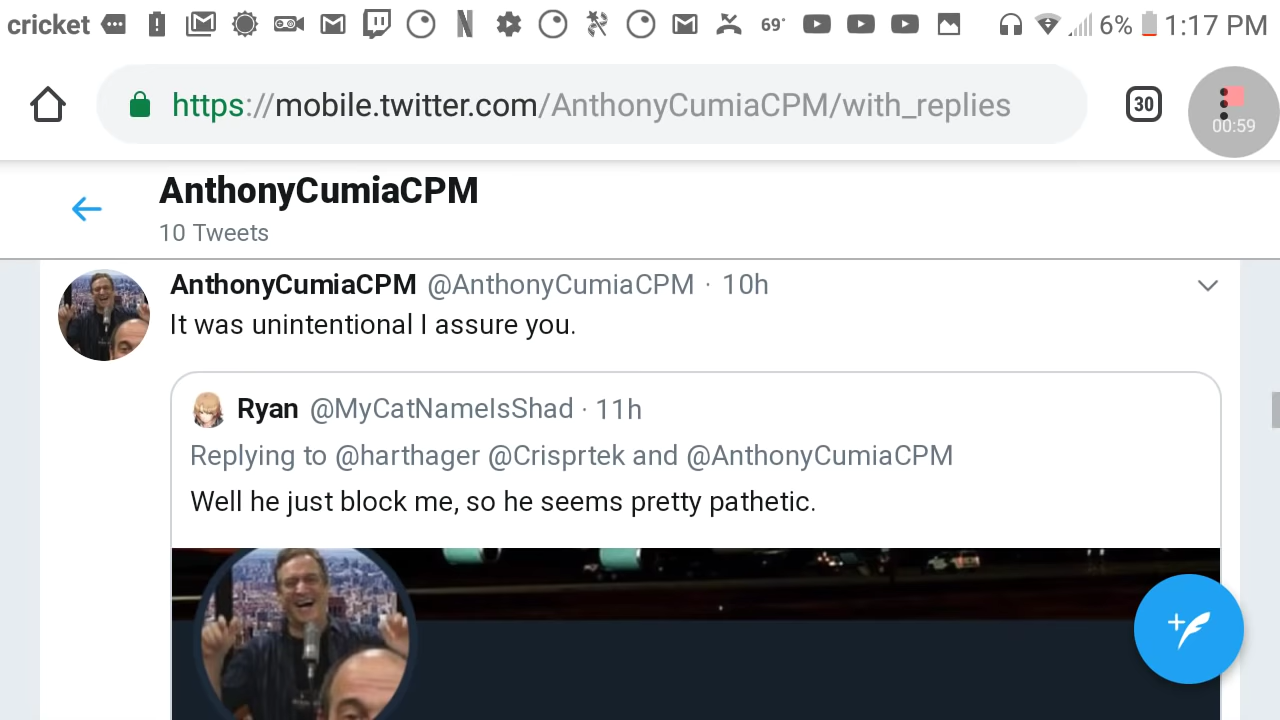 cricket 69° 6% 1:17 PM
https://mobile.twitter.com/AnthonyCumiaCPM/with_replies 30
00:59
AnthonyCumiaCPM
10 Tweets
AnthonyCumiaCPM @AnthonyCumiaCPM · 10h
It was unintentional I assure you.
Ryan @MyCatNameIsShad · 11h
Replying to @harthager @Crisprtek and @AnthonyCumiaCPM
Well he just block me, so he seems pretty pathetic.